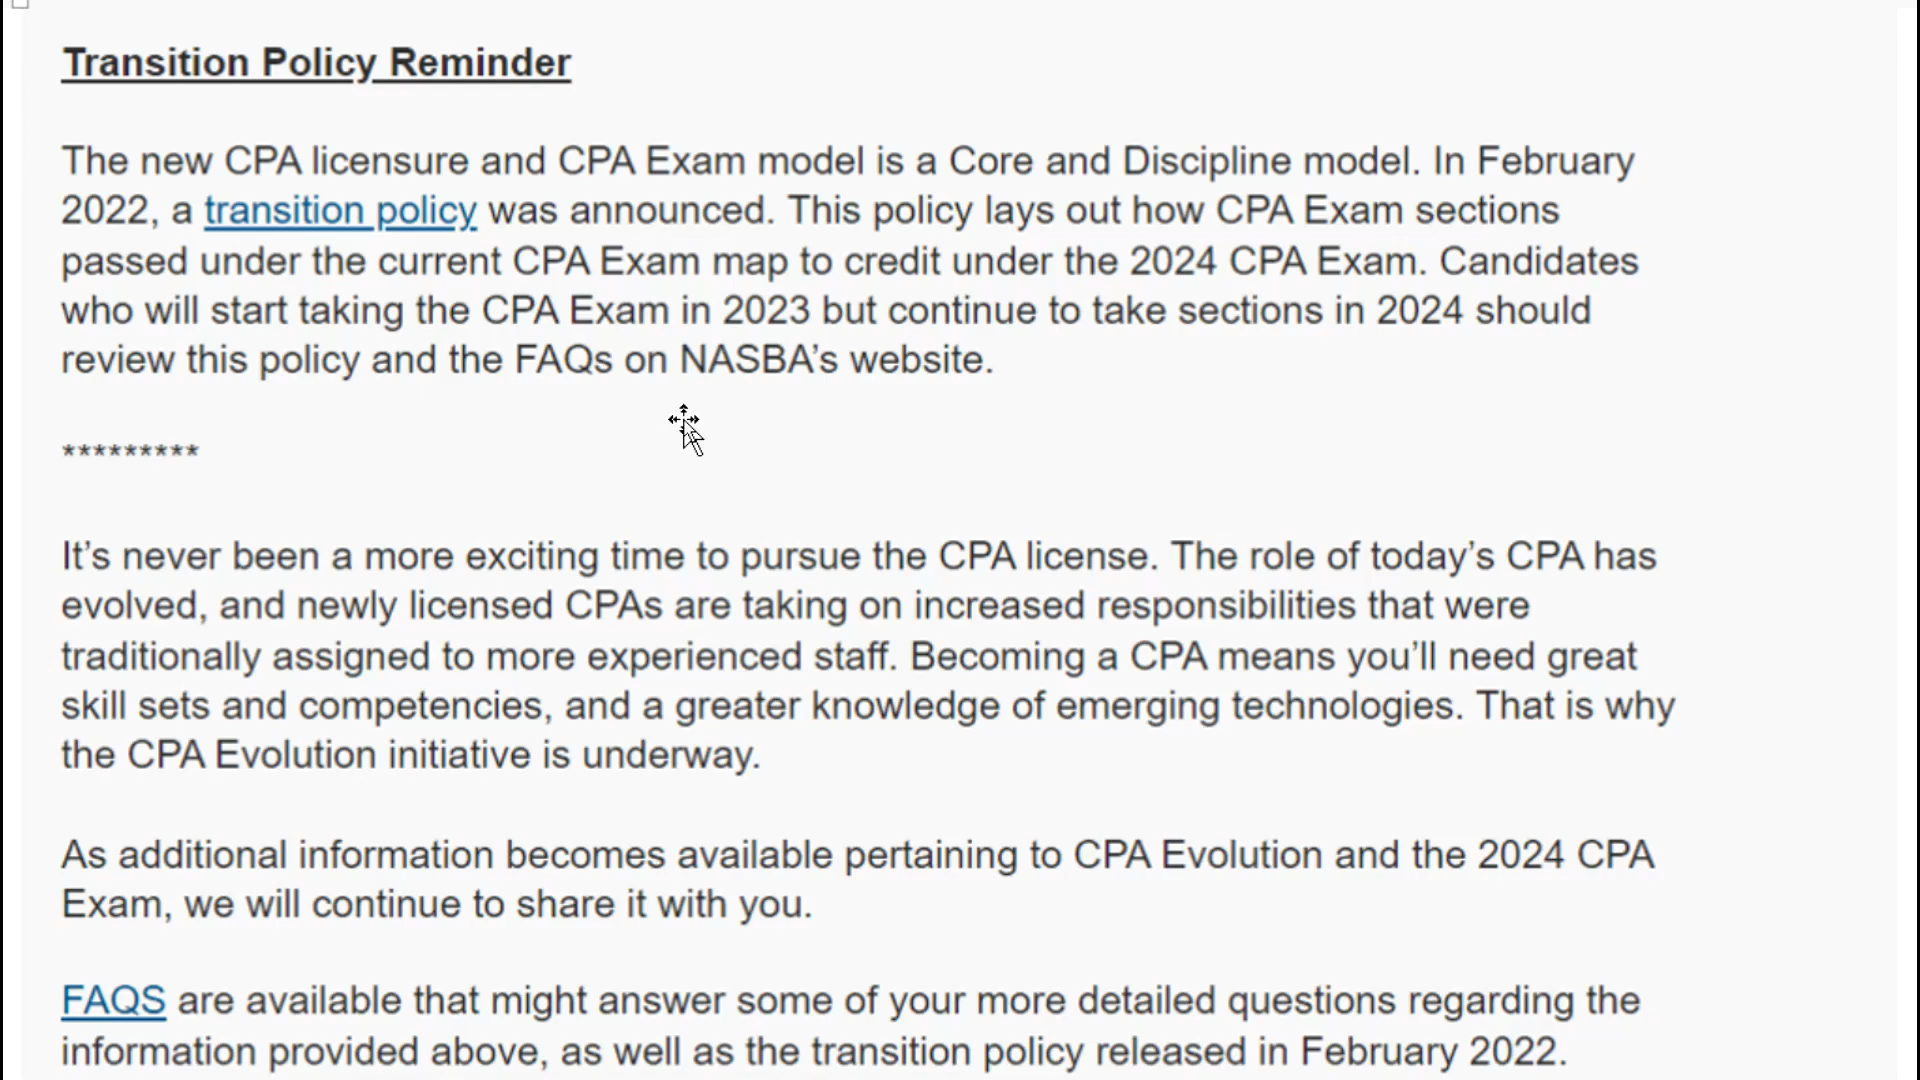 Transition Policy Reminder
The new CPA licensure and CPA Exam model is a Core and Discipline model. In February
2022, a transition policy was announced. This policy lays out how CPA Exam sections
passed under the current CPA Exam map to credit under the 2024 CPA Exam. Candidates
who will start taking the CPA Exam in 2023 but continue to take sections in 2024 should
review this policy and the FAQs on NASBA’s website.
*********
It’s never been a more exciting time to pursue the CPA license. The role of today’s CPA has
evolved, and newly licensed CPAs are taking on increased responsibilities that were
traditionally assigned to more experienced staff. Becoming a CPA means you’ll need great
skill sets and competencies, and a greater knowledge of emerging technologies. That is why
the CPA Evolution initiative is underway.
As additional information becomes available pertaining to CPA Evolution and the 2024 CPA
Exam, we will continue to share it with you.
FAQS are available that might answer some of your more detailed questions regarding the
information provided above, as well as the transition policy released in February 2022.